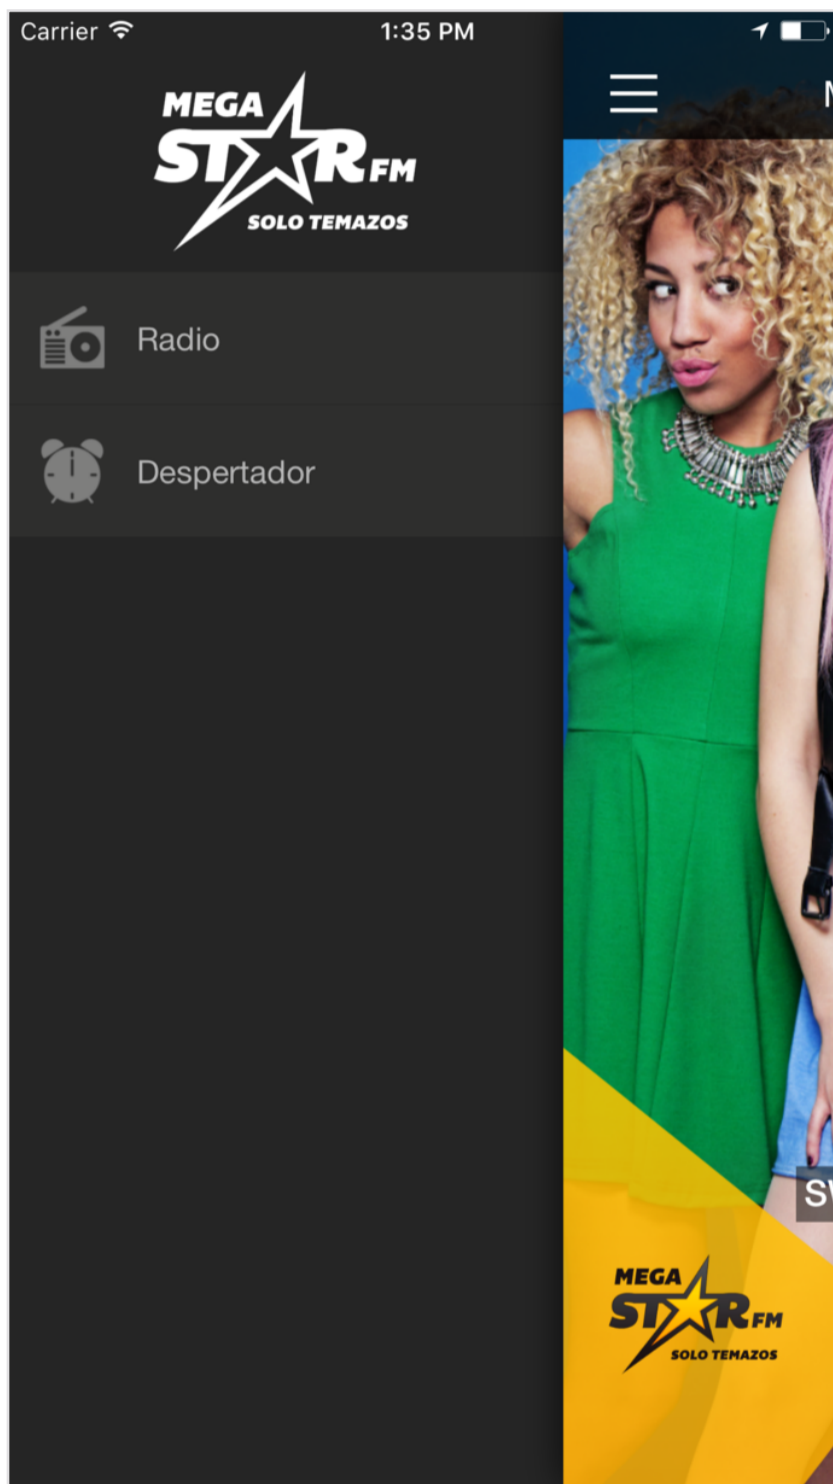 Carrier
1:35 PM
MEGA
STAR FM
SOLO TEMAZOS
Radio
Despertador
MEGA
STAR FM
SOLO TEMAZOS